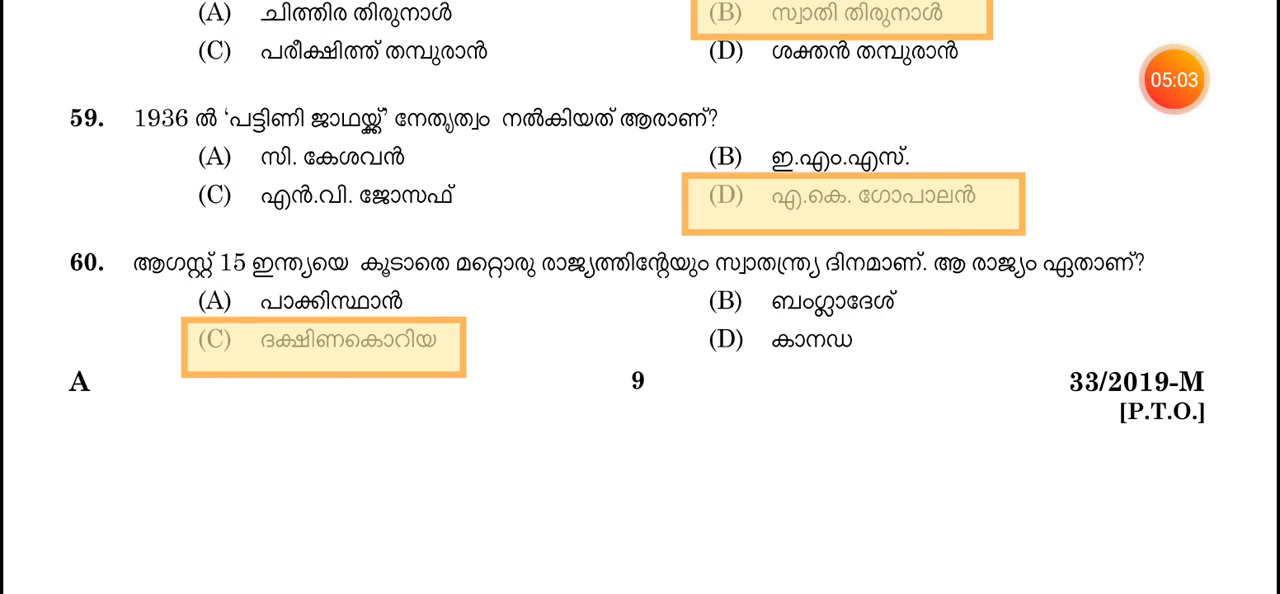 (A) ചിത്തിര തിരുനാൾ (B) സ്വാതി തിരുനാൾ
(C) പരീക്ഷിത്ത് തമ്പുരാൻ (D) ശക്തൻ തമ്പുരാൻ
05:03
59. 1936 ൽ ‘പട്ടിണി ജാഥയ്ക്ക്’ നേതൃത്വം നൽകിയത് ആരാണ്?
(A) സി. കേശവൻ (B) ഇ.എം.എസ്.
(C) എൻ.വി. ജോസഫ് (D) എ.കെ. ഗോപാലൻ
60. ആഗസ്റ്റ് 15 ഇന്ത്യയെ കൂടാതെ മറ്റൊരു രാജ്യത്തിന്റേയും സ്വാതന്ത്ര്യ ദിനമാണ്. ആ രാജ്യം ഏതാണ്?
(A) പാക്കിസ്ഥാൻ (B) ബംഗ്ലാദേശ്
(C) ദക്ഷിണകൊറിയ (D) കാനഡ
A 9 33/2019-M
[P.T.O.]